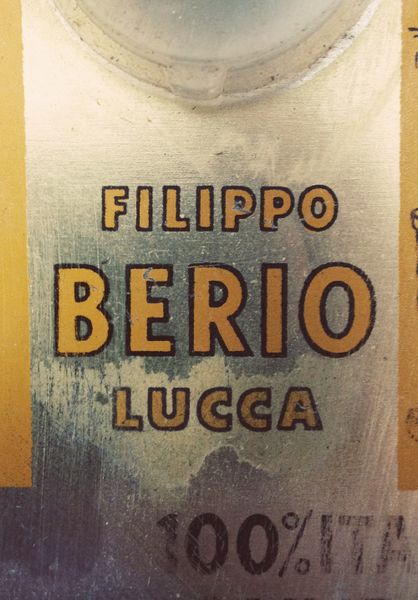 FILIPPO
BERIO
LUCCA
100% ITA